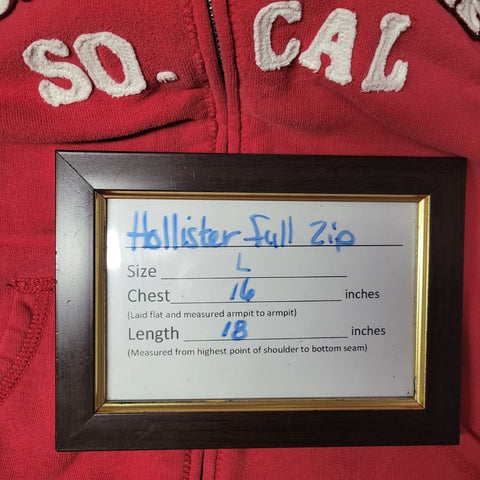 SO. CAL
Hollister full Zip
Size L
Chest 16 inches
(Laid flat and measured armpit to armpit)
Length 18 inches
(Measured from highest point of shoulder to bottom seam)